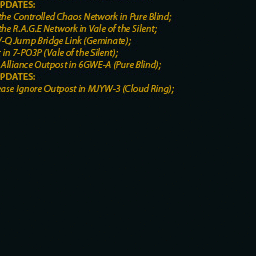 PDATES:
the Controlled Chaos Network in Pure Blind;
the R.A.G.E Network in Vale of the Silent;
-Q Jump Bridge Link (Geminate);
in 7-PO3P (Vale of the Silent);
Alliance Outpost in 6GWE-A (Pure Blind);
PDATES:
ase Ignore Outpost in MJYW-3 (Cloud Ring);